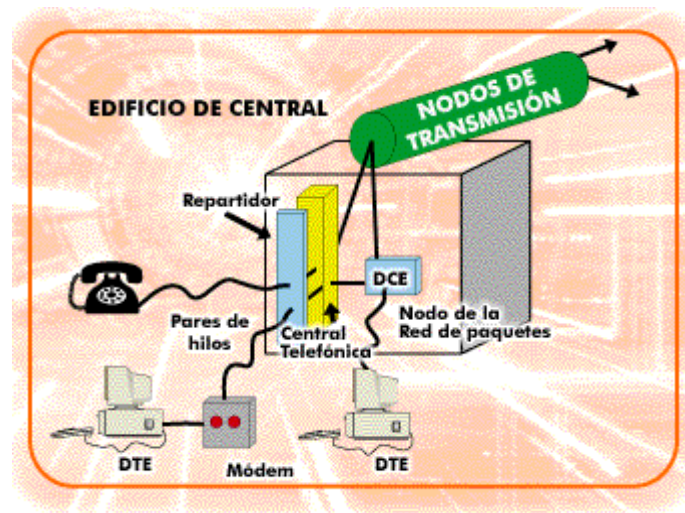 EDIFICIO DE CENTRAL
NODOS DE
TRANSMISIÓN
Repartidor
DCE
Pares de
hilos
Central
Telefónica
Nodo de la
Red de paquetes
DTE
Módem
DTE